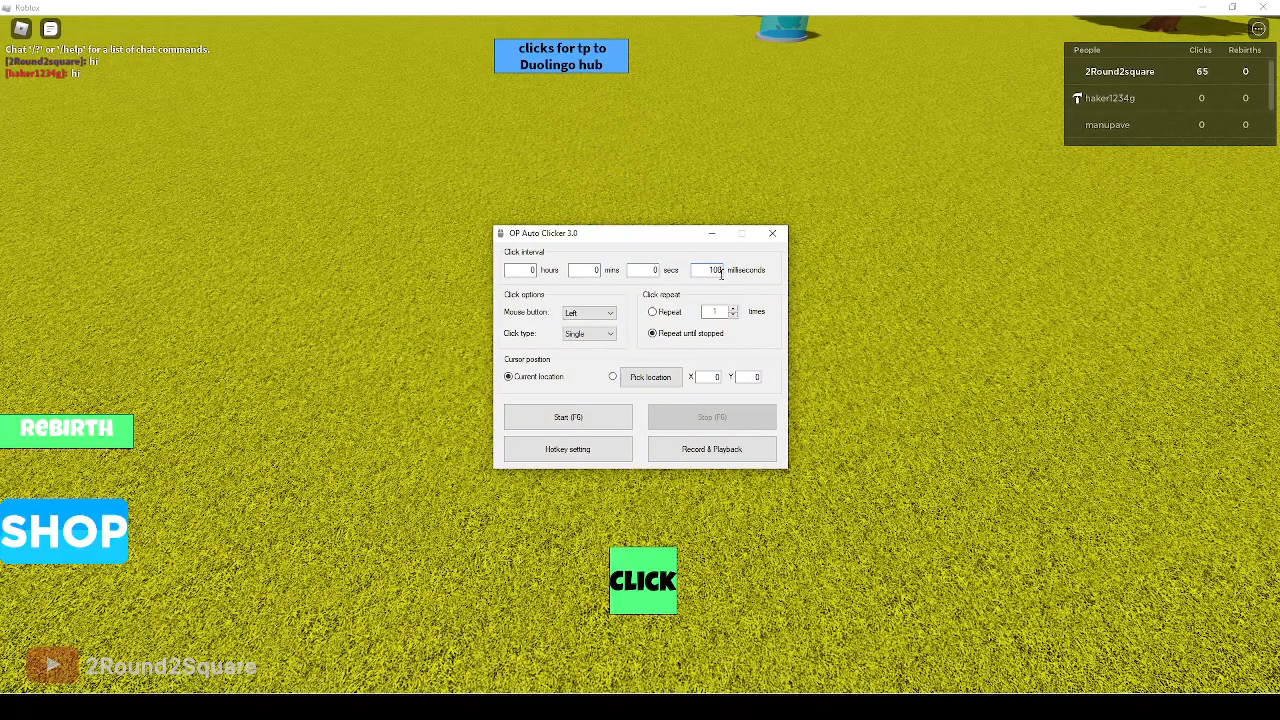 Roblox
Chat '/?' or '/help' for a list of chat commands.
[2Round2square]: hi
[haker1234g]: hi
clicks for tp to
Duolingo hub
People Clicks Rebirths
2Round2square 65 0
haker1234g 0 0
manupave 0 0
OP Auto Clicker 3.0
Click interval
0 hours 0 mins 0 secs 100 milliseconds
Click options
Mouse button: Left
Click type: Single
Click repeat
Repeat 1 times
Repeat until stopped
Cursor position
Current location Pick location X 0 Y 0
Start (F6) Stop (F6)
Hotkey setting Record & Playback
Rebirth
SHOP
CLICK
2Round2Square